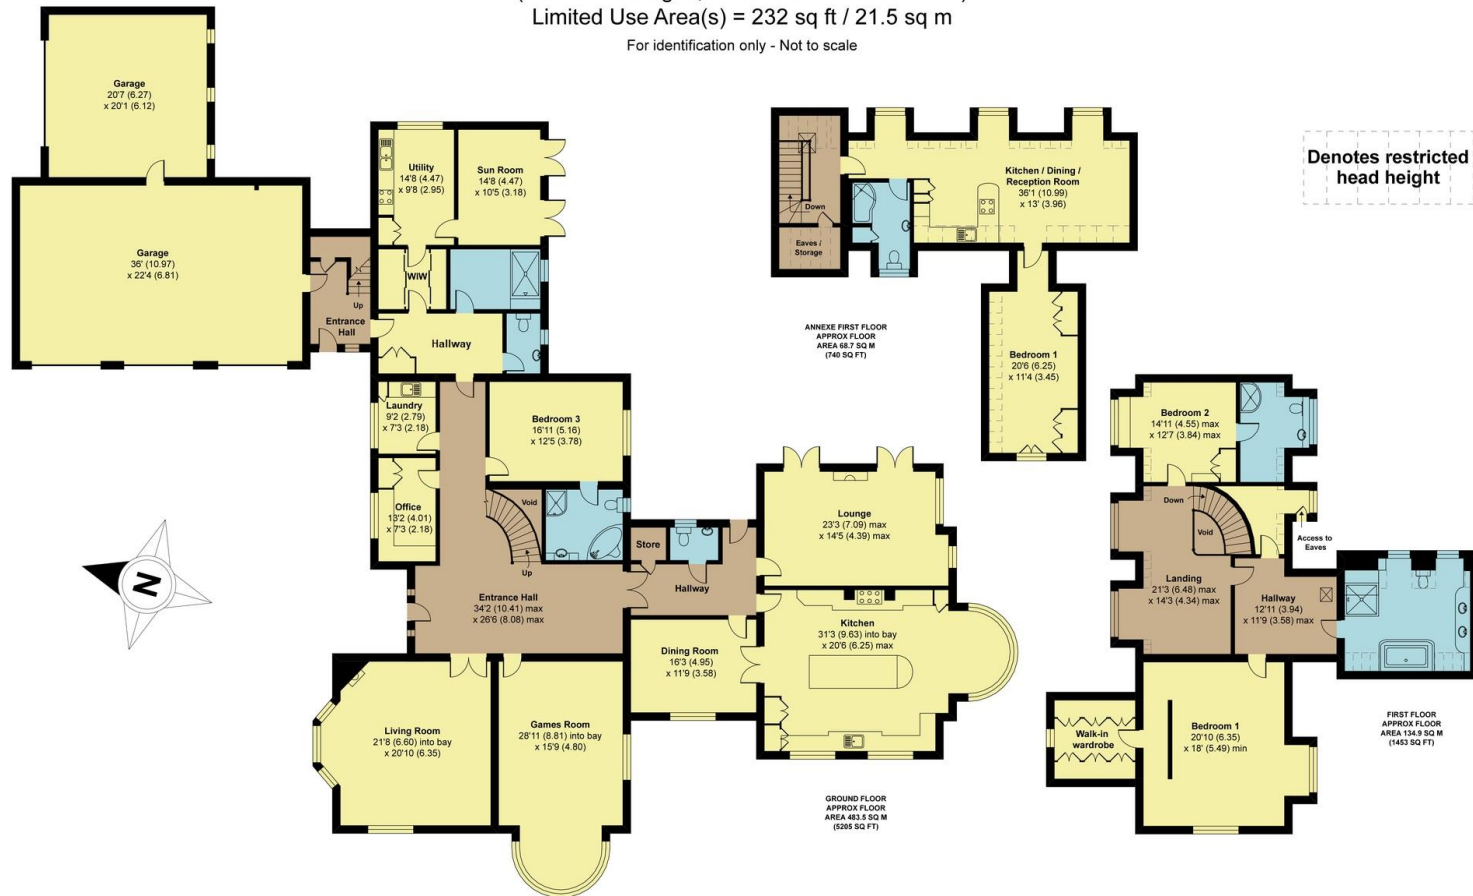 Limited Use Area(s) = 232 sq ft / 21.5 sq m
For identification only - Not to scale
Garage
20'7 (6.27)
x 20'1 (6.12)
Garage
36' (10.97)
x 22'4 (6.81)
Entrance
Hall
Up
Utility
14'8 (4.47)
x 9'8 (2.95)
Sun Room
14'8 (4.47)
x 10'5 (3.18)
W/W
Hallway
Laundry
9'2 (2.79)
x 7'3 (2.18)
Office
13'2 (4.01)
x 7'3 (2.18)
Bedroom 3
16'11 (5.16)
x 12'5 (3.78)
Void
Up
Store
Hallway
Entrance Hall
34'2 (10.41) max
x 26'6 (8.08) max
Lounge
23'3 (7.09) max
x 14'5 (4.39) max
Kitchen
31'3 (9.63) into bay
x 20'6 (6.25) max
Dining Room
16'3 (4.95)
x 11'9 (3.58)
Living Room
21'8 (6.60) into bay
x 20'10 (6.35)
Games Room
28'11 (8.81) into bay
x 15'9 (4.80)
GROUND FLOOR
APPROX FLOOR
AREA 483.5 SQ M
(5205 SQ FT)
N
Down
Eaves /
Storage
Kitchen / Dining /
Reception Room
36'1 (10.99)
x 13' (3.96)
Bedroom 1
20'6 (6.25)
x 11'4 (3.45)
ANNEXE FIRST FLOOR
APPROX FLOOR
AREA 68.7 SQ M
(740 SQ FT)
Denotes restricted
head height
Bedroom 2
14'11 (4.55) max
x 12'7 (3.84) max
Down
Void
Access to
Eaves
Landing
21'3 (6.48) max
x 14'3 (4.34) max
Hallway
12'11 (3.94)
x 11'9 (3.58) max
Walk-in
wardrobe
Bedroom 1
20'10 (6.35)
x 18' (5.49) min
FIRST FLOOR
APPROX FLOOR
AREA 134.9 SQ M
(1453 SQ FT)